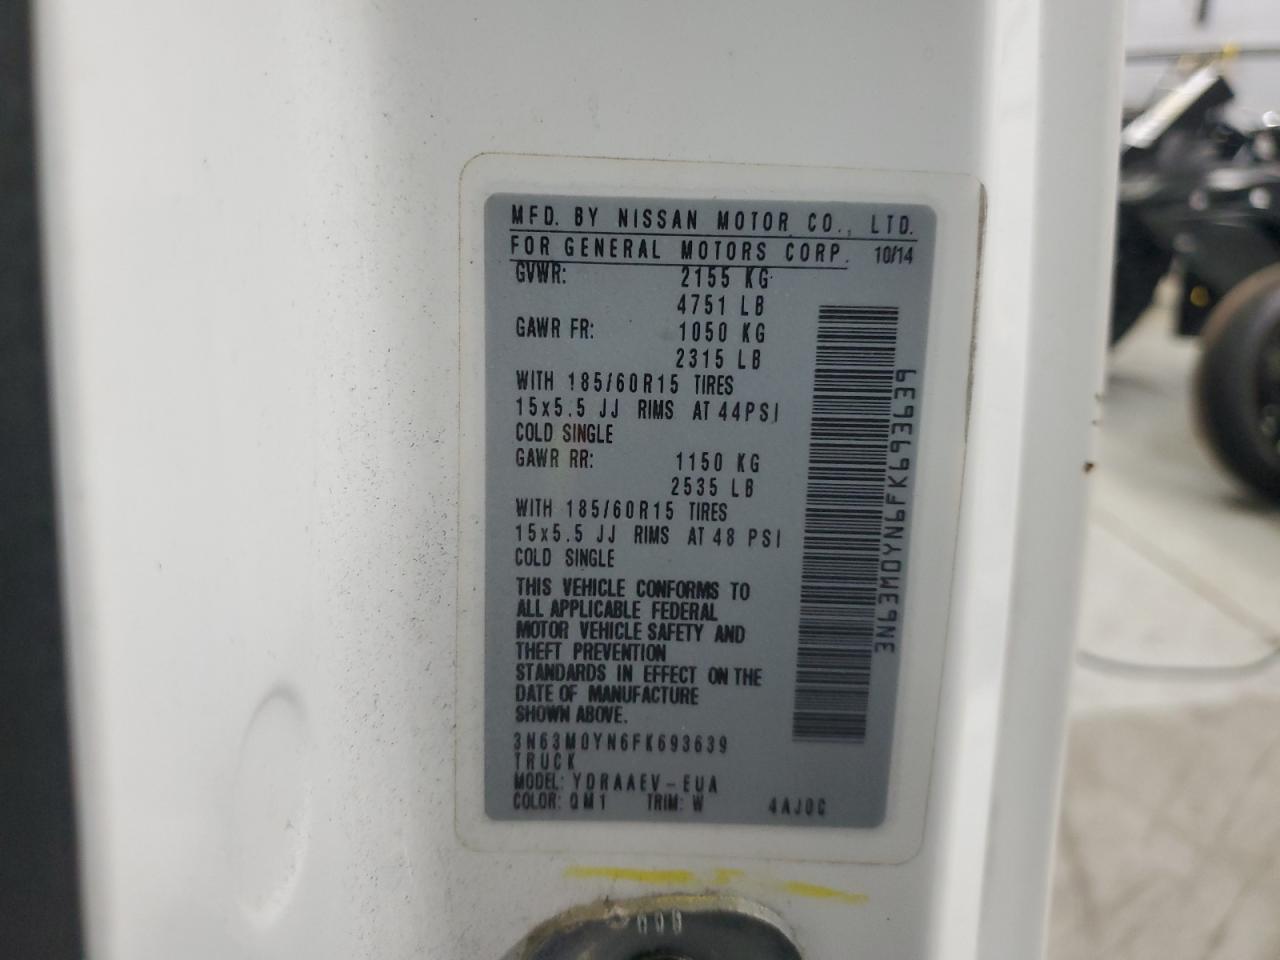 MFD. BY NISSAN MOTOR CO., LTD.
FOR GENERAL MOTORS CORP. 10/14
GVWR: 2155 KG
4751 LB
GAWR FR: 1050 KG
2315 LB
WITH 185/60R15 TIRES
15x5.5 JJ RIMS AT 44PSI
COLD SINGLE
GAWR RR: 1150 KG
2535 LB
WITH 185/60R15 TIRES
15x5.5 JJ RIMS AT 48 PSI
COLD SINGLE
THIS VEHICLE CONFORMS TO
ALL APPLICABLE FEDERAL
MOTOR VEHICLE SAFETY AND
THEFT PREVENTION
STANDARDS IN EFFECT ON THE
DATE OF MANUFACTURE
SHOWN ABOVE.
3N63M0YN6FK693639
TRUCK
MODEL: YDRAAEV-EUA
COLOR: QM1 TRIM: W 4AJ0C
3N63M0YN6FK693639